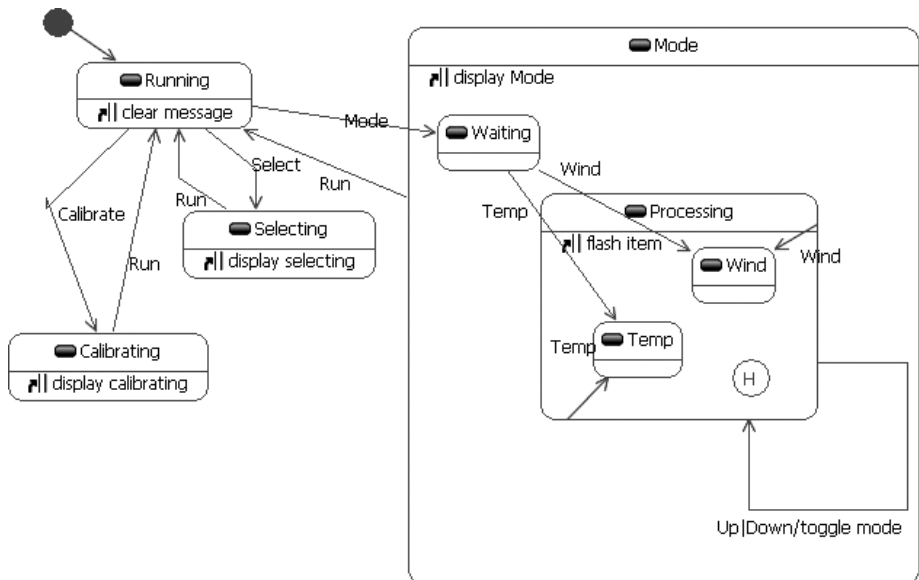 Mode
Running
display Mode
clear message
Mode
Waiting
Select
Wind
Run
Run
Temp
Processing
Calibrate
Selecting
flash item
display selecting
Wind
Wind
Run
Temp
Temp
Calibrating
H
display calibrating
Up|Down/toggle mode